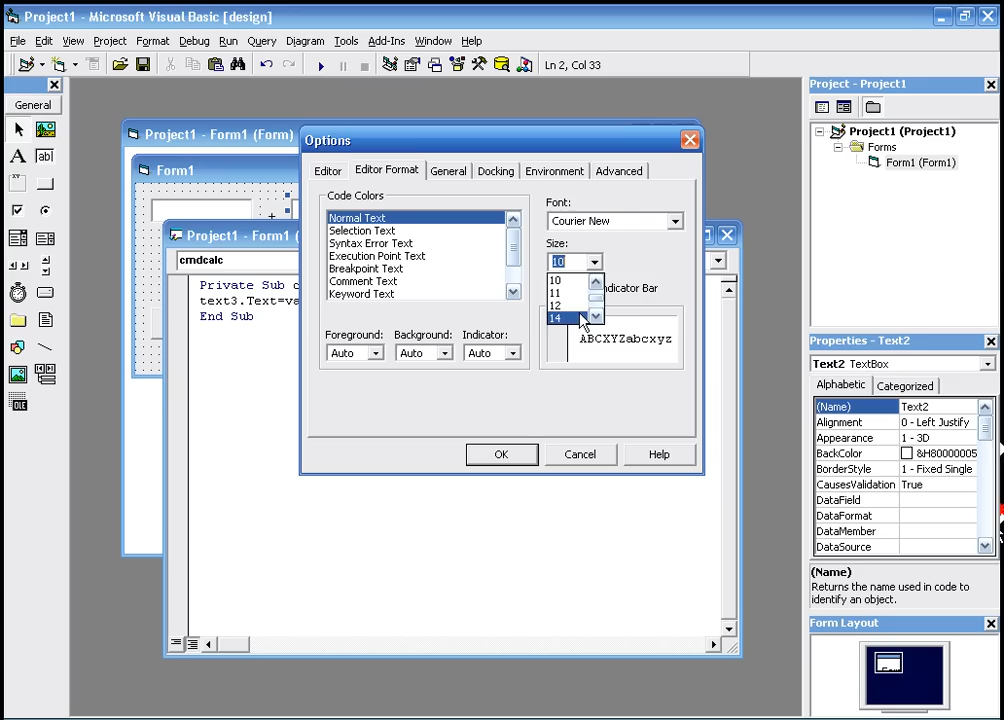 Project1 - Microsoft Visual Basic [design]
File Edit View Project Format Debug Run Query Diagram Tools Add-Ins Window Help
Ln 2, Col 33
General
A
ab|
xv
OLE
Project1 - Form1 (Form)
Form1
Project1 - Form1 (
cmdcalc
Private Sub c
text3.Text=va
End Sub
Options
Editor Editor Format General Docking Environment Advanced
Code Colors
Normal Text
Selection Text
Syntax Error Text
Execution Point Text
Breakpoint Text
Comment Text
Keyword Text
Foreground: Background: Indicator:
Auto Auto Auto
Font:
Courier New
Size:
10
10
11
12
14
ndicator Bar
ABCXYZabcxyz
OK Cancel Help
Project - Project1
Project1 (Project1)
Forms
Form1 (Form1)
Properties - Text2
Text2 TextBox
Alphabetic Categorized
(Name) Text2
Alignment 0 - Left Justify
Appearance 1 - 3D
BackColor &H80000005
BorderStyle 1 - Fixed Single
CausesValidation True
DataField
DataFormat
DataMember
DataSource
(Name)
Returns the name used in code to
identify an object.
Form Layout